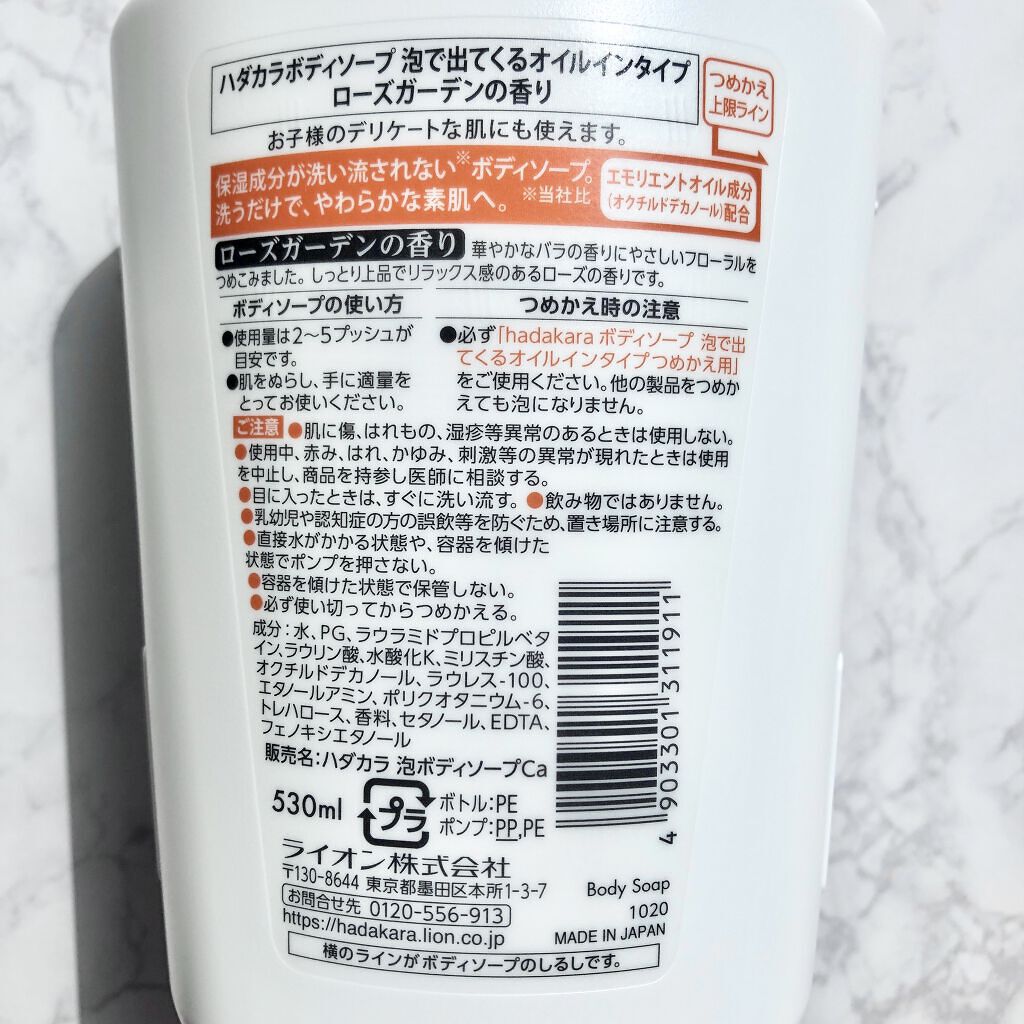 ハダカラボディソープ 泡で出てくるオイルインタイプ
ローズガーデンの香り
つめかえ
上限ライン
お子様のデリケートな肌にも使えます。
保湿成分が洗い流されない※ボディソープ。
洗うだけで、やわらかな素肌へ。 ※当社比
エモリエントオイル成分
(オクチルドデカノール)配合
ローズガーデンの香り 華やかなバラの香りにやさしいフローラルを
つめこみました。しっとり上品でリラックス感のあるローズの香りです。
ボディソープの使い方
●使用量は2〜5プッシュが
目安です。
●肌をぬらし、手に適量を
とってお使いください。
つめかえ時の注意
●必ず「hadakara ボディソープ 泡で出
てくるオイルインタイプつめかえ用」
をご使用ください。他の製品をつめか
えても泡になりません。
ご注意 ●肌に傷、はれもの、湿疹等異常のあるときは使用しない。
●使用中、赤み、はれ、かゆみ、刺激等の異常が現れたときは使用
を中止し、商品を持参し医師に相談する。
●目に入ったときは、すぐに洗い流す。 ●飲み物ではありません。
●乳幼児や認知症の方の誤飲等を防ぐため、置き場所に注意する。
●直接水がかかる状態や、容器を傾けた
状態でポンプを押さない。
●容器を傾けた状態で保管しない。
●必ず使い切ってからつめかえる。
成分：水、PG、ラウラミドプロピルベタ
イン、ラウリン酸、水酸化K、ミリスチン酸、
オクチルドデカノール、ラウレス-100、
エタノールアミン、ポリクオタニウム-6、
トレハロース、香料、セタノール、EDTA、
フェノキシエタノール
販売名：ハダカラ 泡ボディソープCa
530ml
プラ
ボトル：PE
ポンプ：PP,PE
4 903301 311911
ライオン株式会社
〒130-8644 東京都墨田区本所1-3-7
お問合せ先 0120-556-913
https://hadakara.lion.co.jp
Body Soap
1020
MADE IN JAPAN
横のラインがボディソープのしるしです。